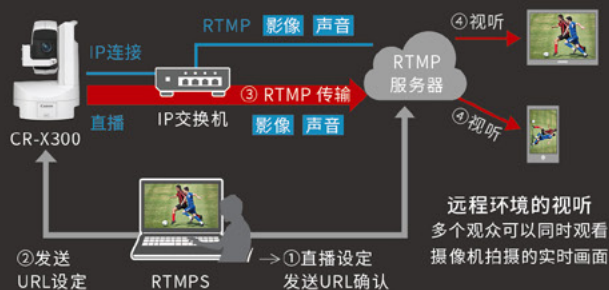 RTMP 影像 声音
④视听
IP连接
RTMP
服务器
③ RTMP 传输
直播
IP交换机
影像 声音
④视听
CR-X300
远程环境的视听
多个观众可以同时观看
摄像机拍摄的实时画面
②发送
URL设定
RTMPS
→①直播设定
发送URL确认